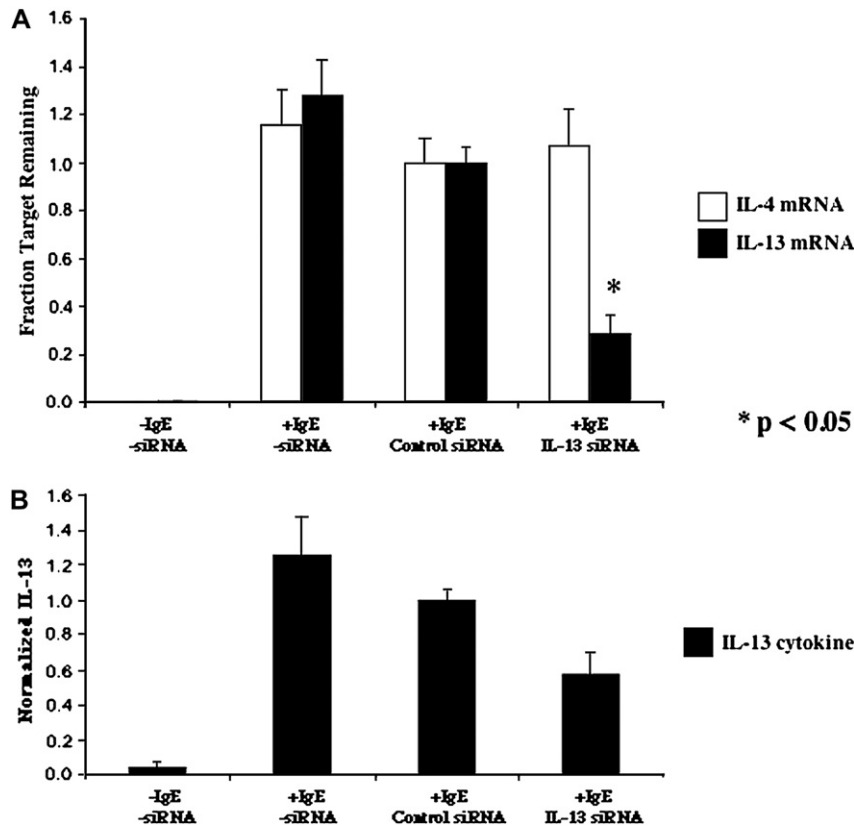 A
1.6
1.4
1.2
1.0
0.8
0.6
0.4
0.2
0.0
Fraction Target Remaining
*
-IgE
-siRNA
+IgE
-siRNA
+IgE
Control siRNA
+IgE
IL-13 siRNA
IL-4 mRNA
IL-13 mRNA
* p < 0.05
B
1.6
1.4
1.2
1.0
0.8
0.6
0.4
0.2
0.0
Normalized IL-13
-IgE
-siRNA
+IgE
-siRNA
+IgE
Control siRNA
+IgE
IL-13 siRNA
IL-13 cytokine